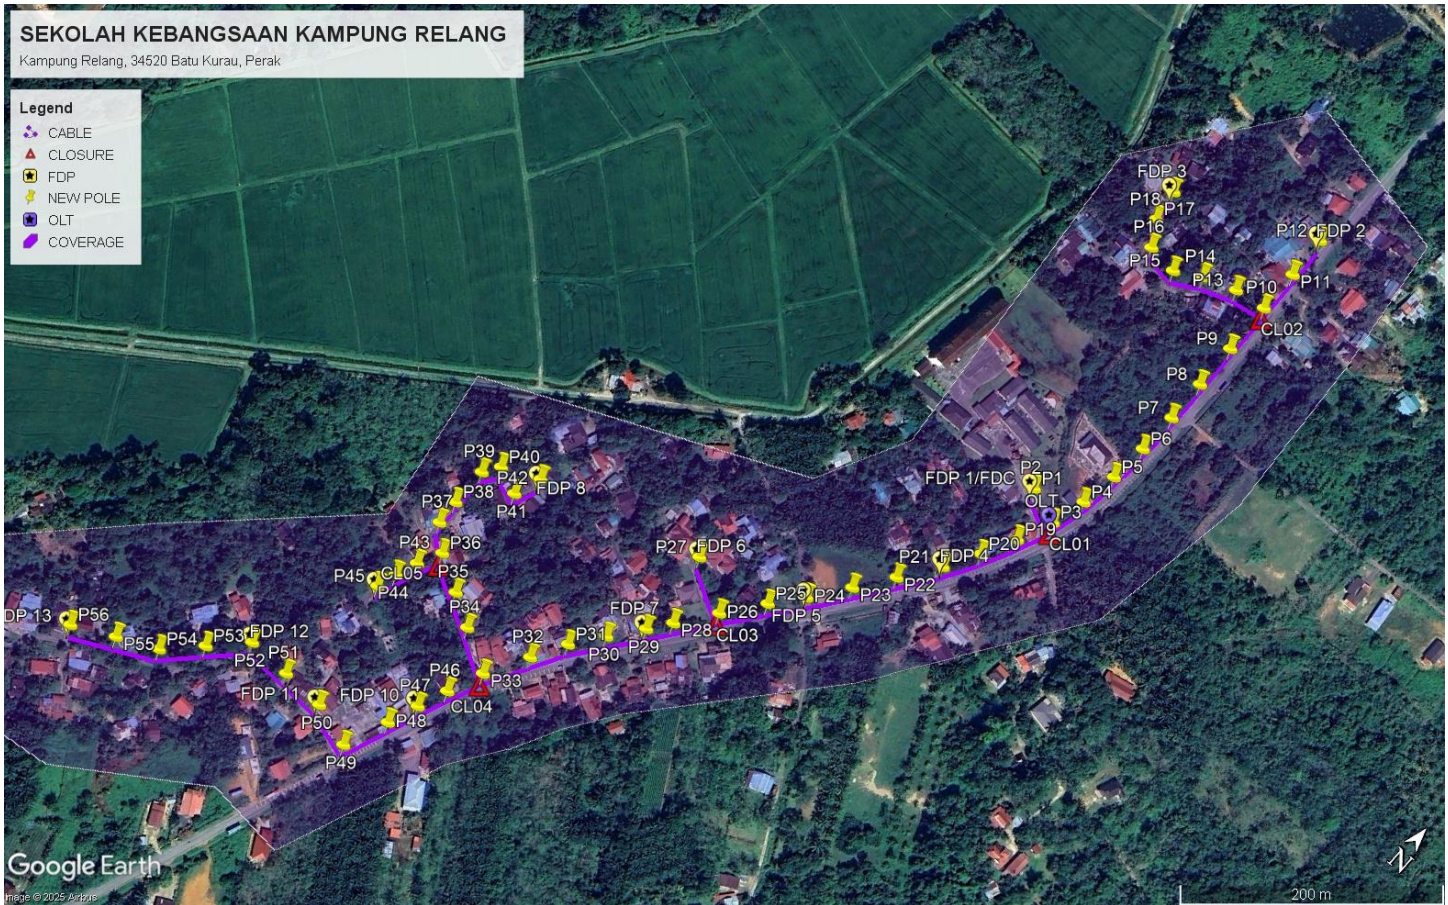 SEKOLAH KEBANGSAAN KAMPUNG RELANG
Kampung Relang, 34520 Batu Kurau, Perak
Legend
CABLE
CLOSURE
FDP
NEW POLE
OLT
COVERAGE
FDP 3
P18
P17
P16
P12
FDP 2
P15
P14
P13
P11
P10
CL02
P9
P8
P7
P6
P5
P4
P2
FDP 1/FDC
P1
OLT
P3
P19
CL01
P20
P21
FDP 4
P22
P23
P24
P25
FDP 5
P26
P27
FDP 6
CL03
FDP 7
P28
P29
P30
P31
P32
P33
CL04
P34
P35
P36
P37
P38
P39
P40
P42
P41
FDP 8
P43
CL05
P45
P44
P46
P47
FDP 10
P48
P49
P50
FDP 11
P51
P52
FDP 12
P53
P54
P55
P56
DP 13
Google Earth
Image © 2025 Airbus
N
200 m